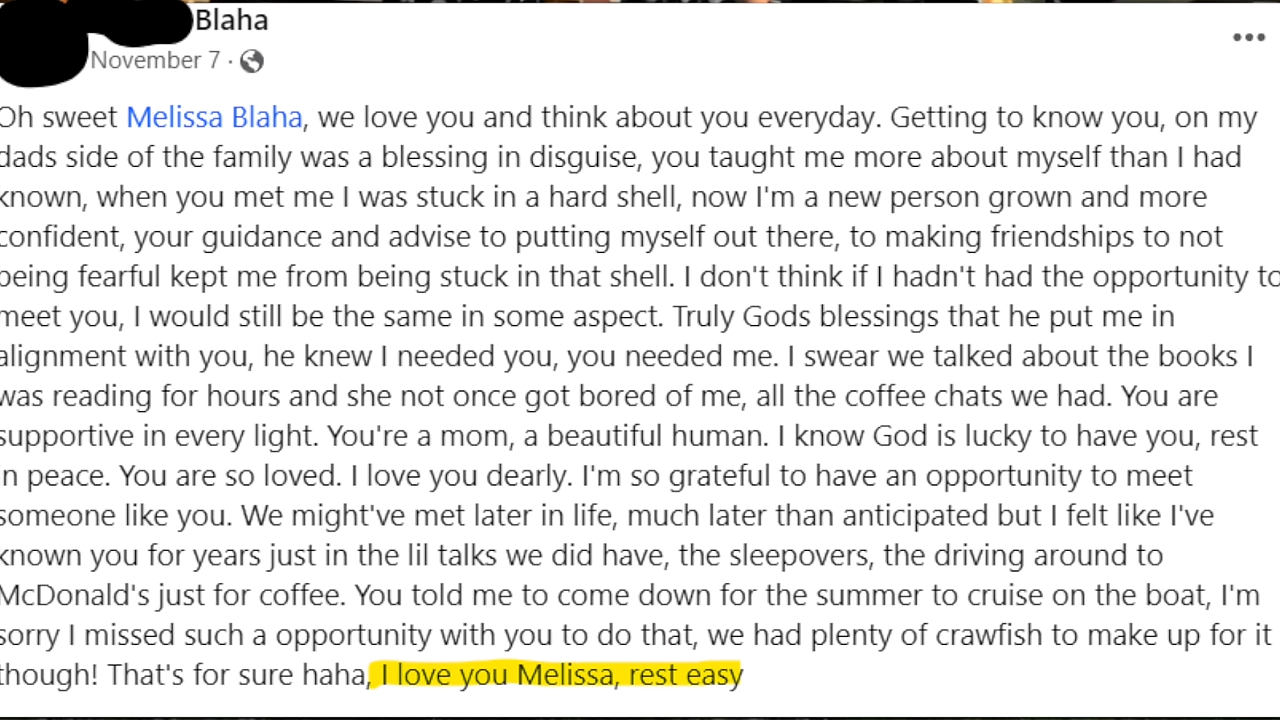 Blaha
November 7 ·
Oh sweet Melissa Blaha, we love you and think about you everyday. Getting to know you, on my
dads side of the family was a blessing in disguise, you taught me more about myself than I had
known, when you met me I was stuck in a hard shell, now I'm a new person grown and more
confident, your guidance and advise to putting myself out there, to making friendships to not
being fearful kept me from being stuck in that shell. I don't think if I hadn't had the opportunity to
meet you, I would still be the same in some aspect. Truly Gods blessings that he put me in
alignment with you, he knew I needed you, you needed me. I swear we talked about the books I
was reading for hours and she not once got bored of me, all the coffee chats we had. You are
supportive in every light. You're a mom, a beautiful human. I know God is lucky to have you, rest
in peace. You are so loved. I love you dearly. I'm so grateful to have an opportunity to meet
someone like you. We might've met later in life, much later than anticipated but I felt like I've
known you for years just in the lil talks we did have, the sleepovers, the driving around to
McDonald's just for coffee. You told me to come down for the summer to cruise on the boat, I'm
sorry I missed such a opportunity with you to do that, we had plenty of crawfish to make up for it
though! That's for sure haha, I love you Melissa, rest easy